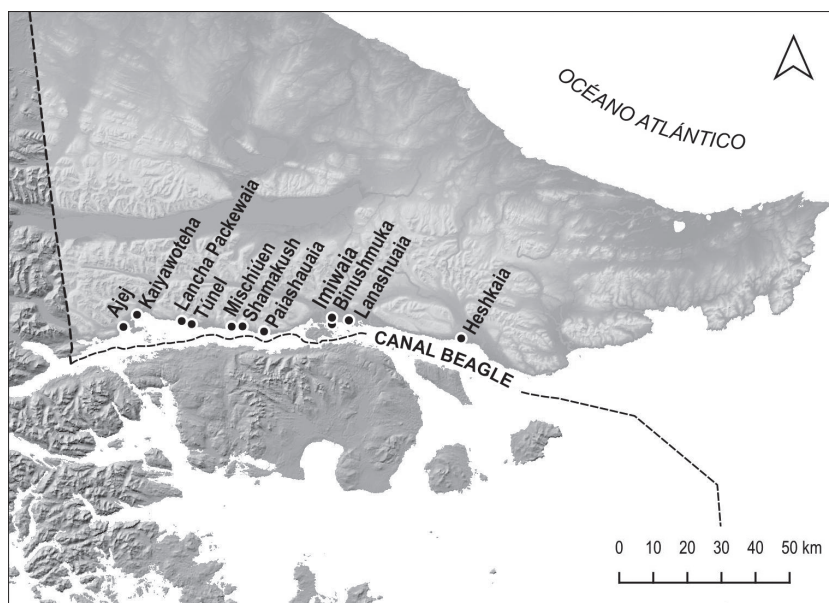 OCÉANO ATLÁNTICO
Ajej
Kaiyawoteha
Lancha Packewaia
Túnel
Mischiúen
Shamakush
Paiashauaia
Imiwaia
Binushmuka
Lanashuaia
Heshkaia
CANAL BEAGLE
0 10 20 30 40 50 km